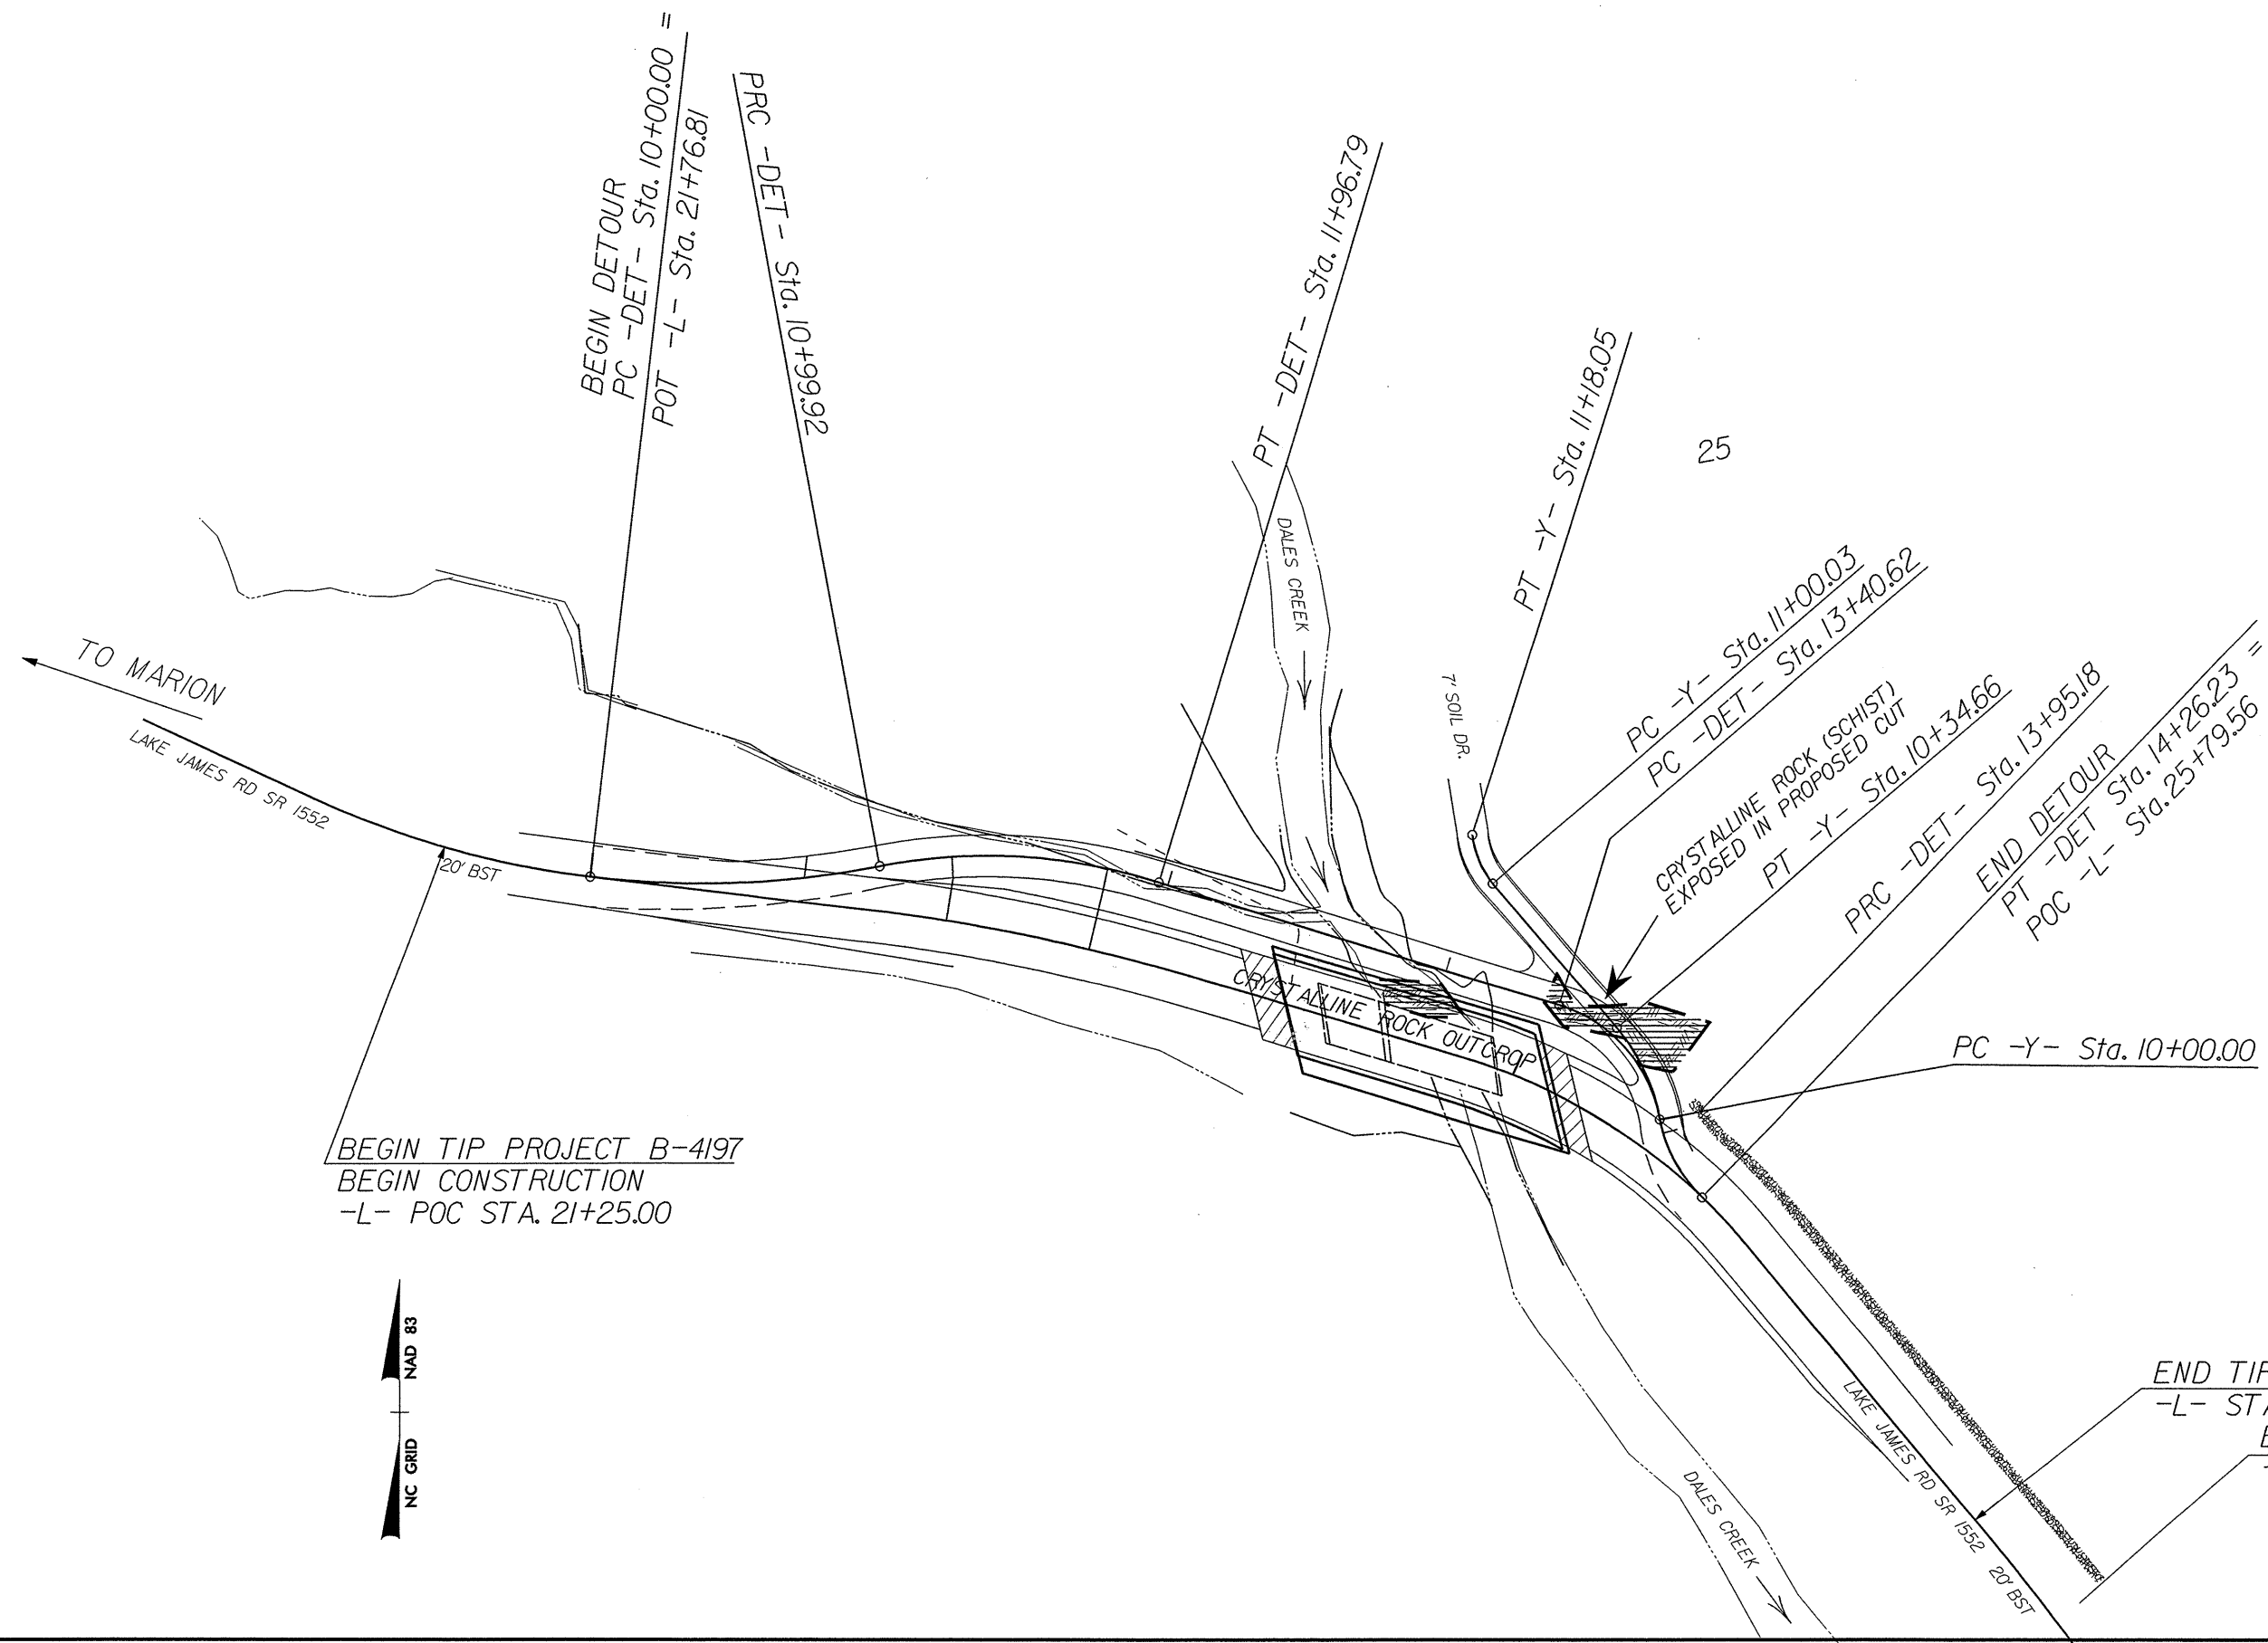 BEGIN DETOUR
PC -DET- Sta. 10+00.00 =
POT -L- Sta. 21+76.81
PRC -DET- Sta. 10+99.92
PT -DET- Sta. 11+96.79
PT -Y- Sta. 11+18.05
25
PC -Y- Sta. 11+00.03
PC -DET- Sta. 13+40.62
CRYSTALLINE ROCK (SCHIST)
EXPOSED IN PROPOSED CUT
PT -Y- Sta. 10+34.66
PRC -DET- Sta. 13+95.18
END DETOUR
PT -DET Sta. 14+26.23 =
POC -L- Sta. 25+79.56
PC -Y- Sta. 10+00.00
DALES CREEK
7' SOIL DR.
TO MARION
LAKE JAMES RD SR 1552
20' BST
CRYSTALLINE ROCK OUTCROP
BEGIN TIP PROJECT B-4197
BEGIN CONSTRUCTION
-L- POC STA. 21+25.00
NAD 83
NC GRID
LAKE JAMES RD SR 1552 20' BST
DALES CREEK
END TIP
-L- STA